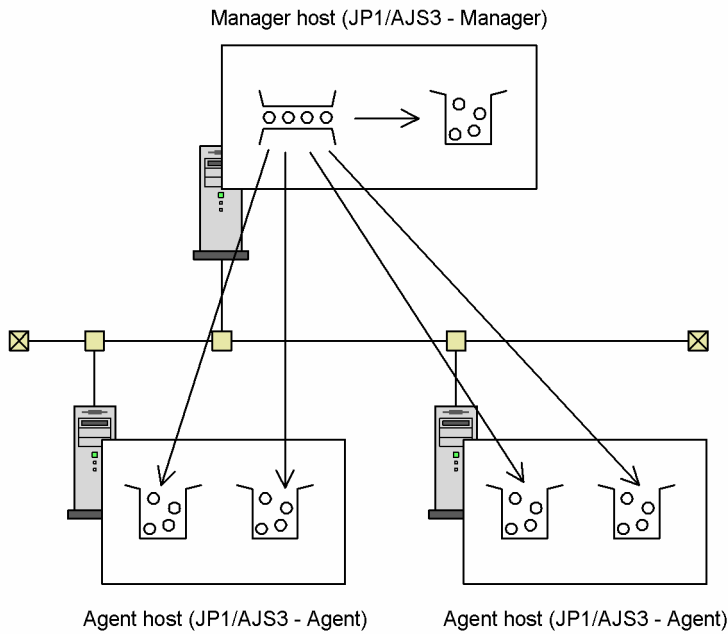 Manager host (JP1/AJS3 - Manager)
Agent host (JP1/AJS3 - Agent)
Agent host (JP1/AJS3 - Agent)